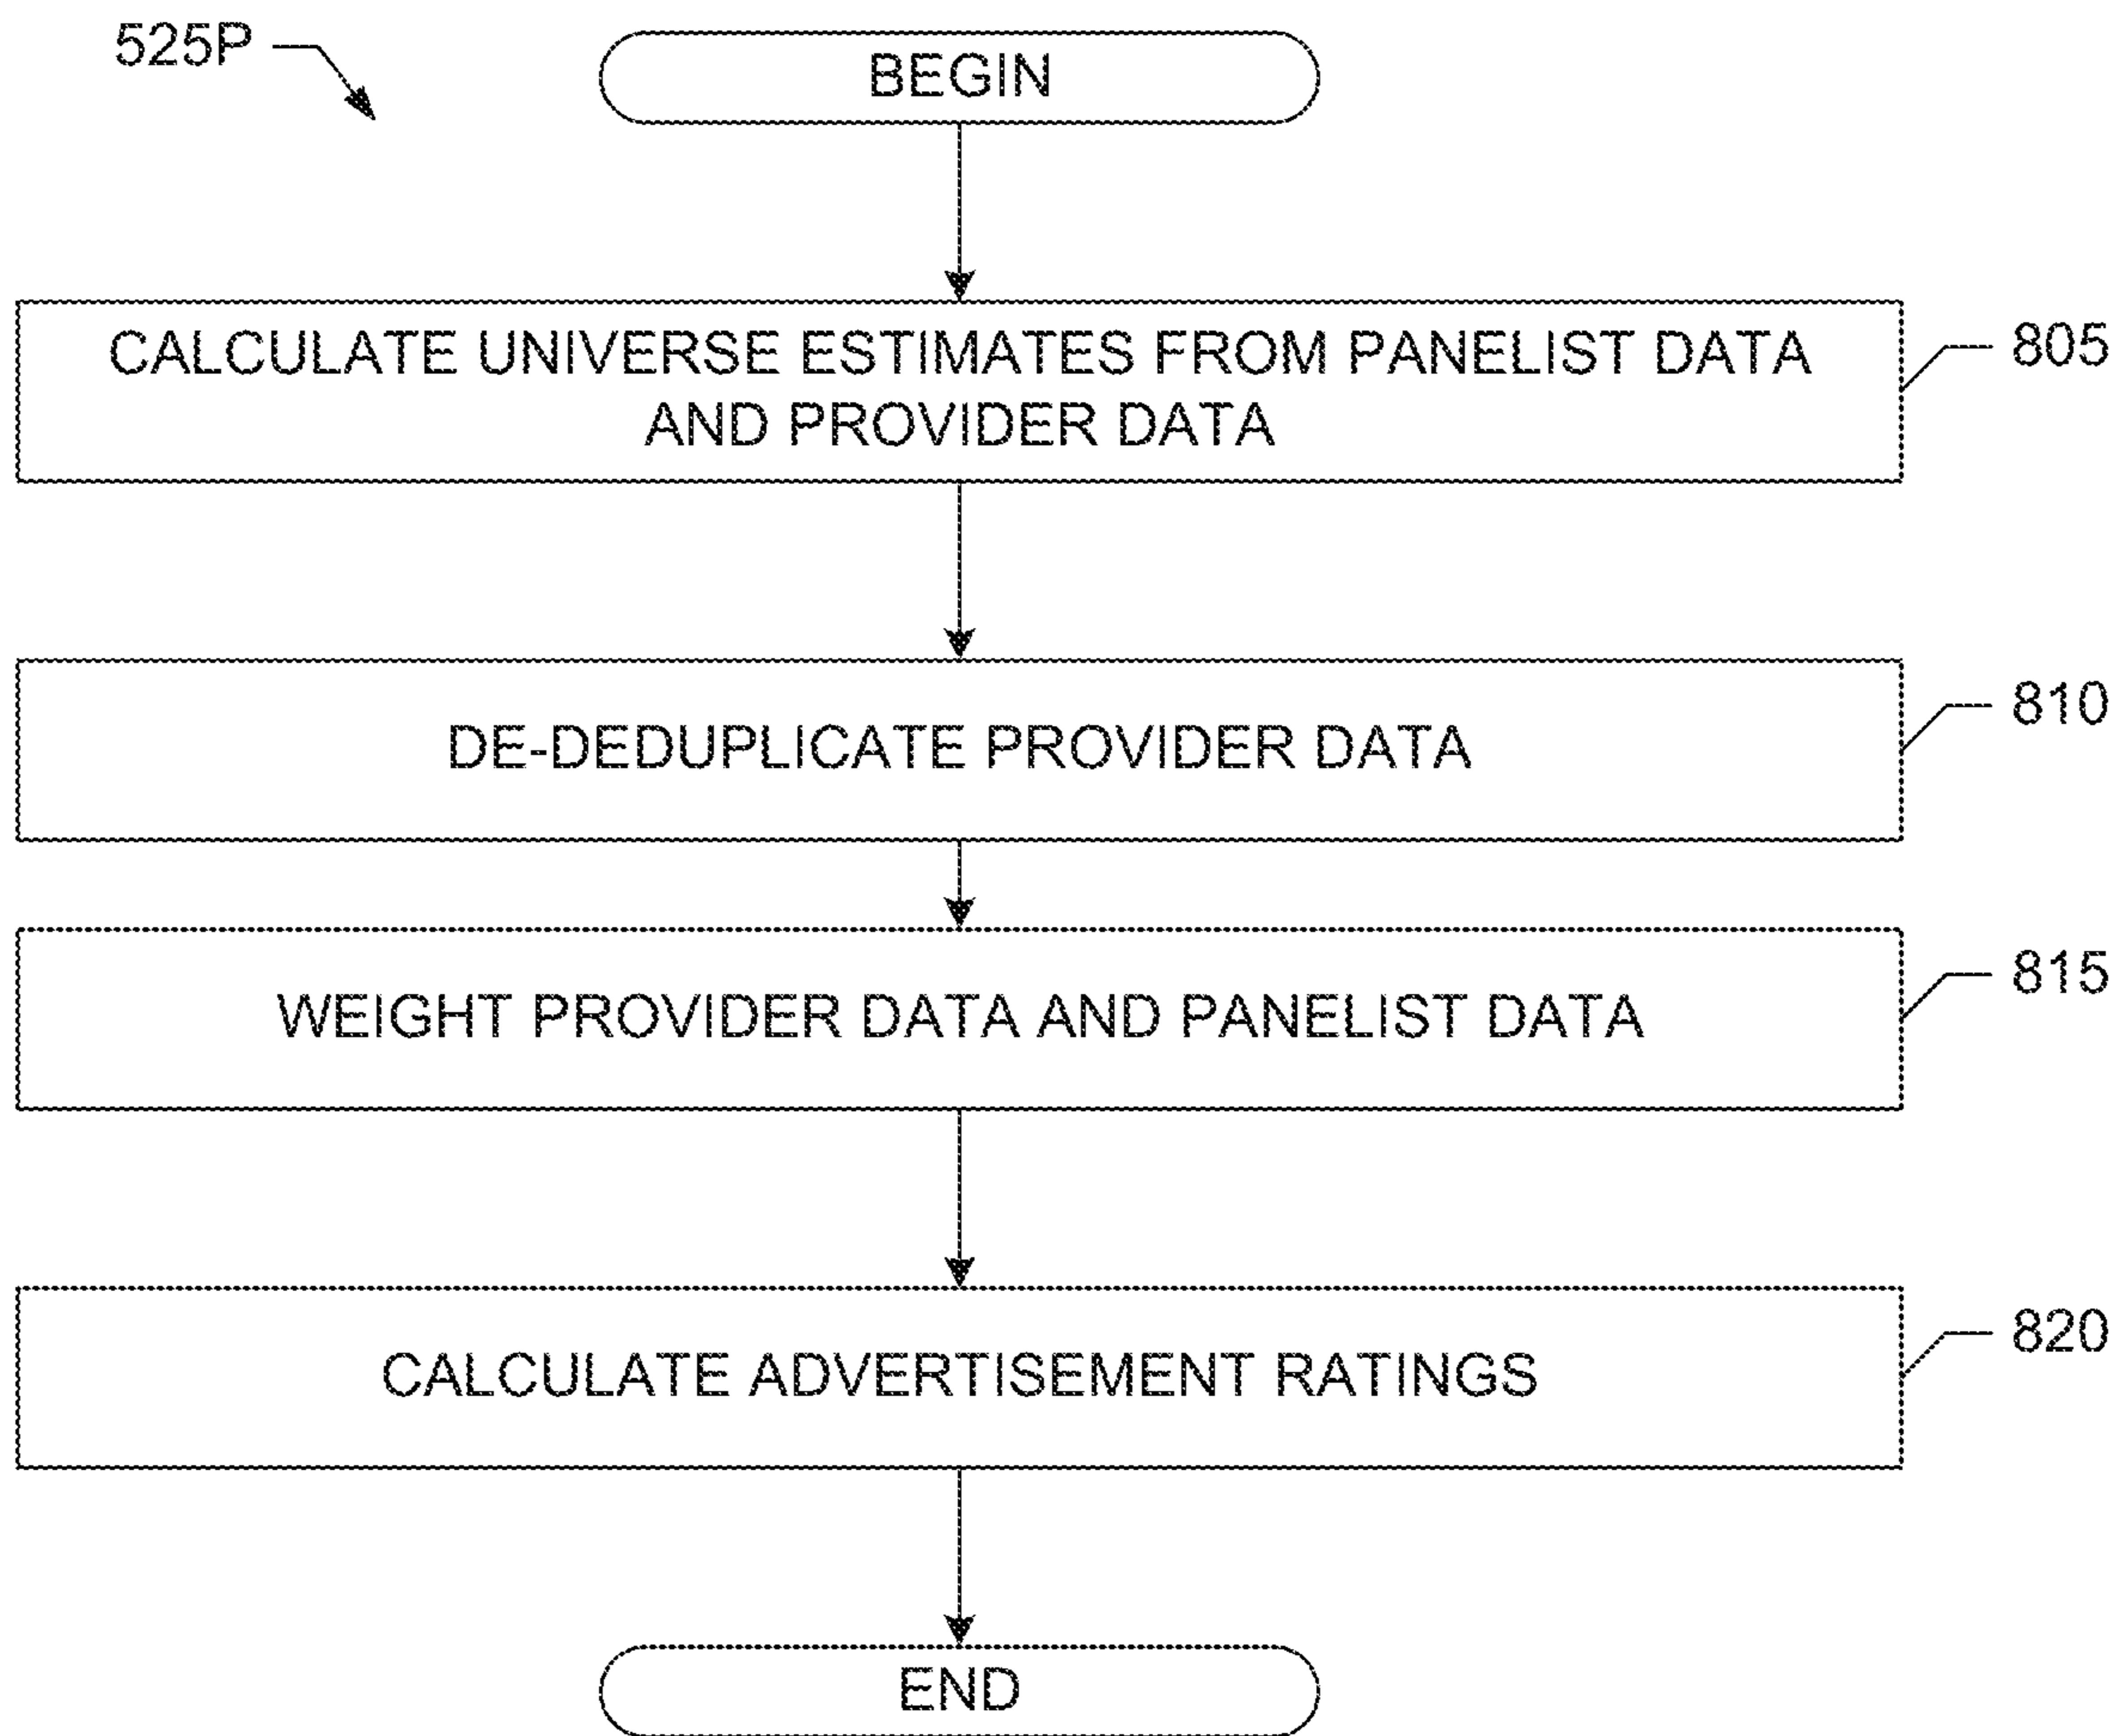 525P
BEGIN
CALCULATE UNIVERSE ESTIMATES FROM PANELIST DATA
AND PROVIDER DATA
805
DE-DEDUPLICATE PROVIDER DATA
810
WEIGHT PROVIDER DATA AND PANELIST DATA
815
CALCULATE ADVERTISEMENT RATINGS
820
END